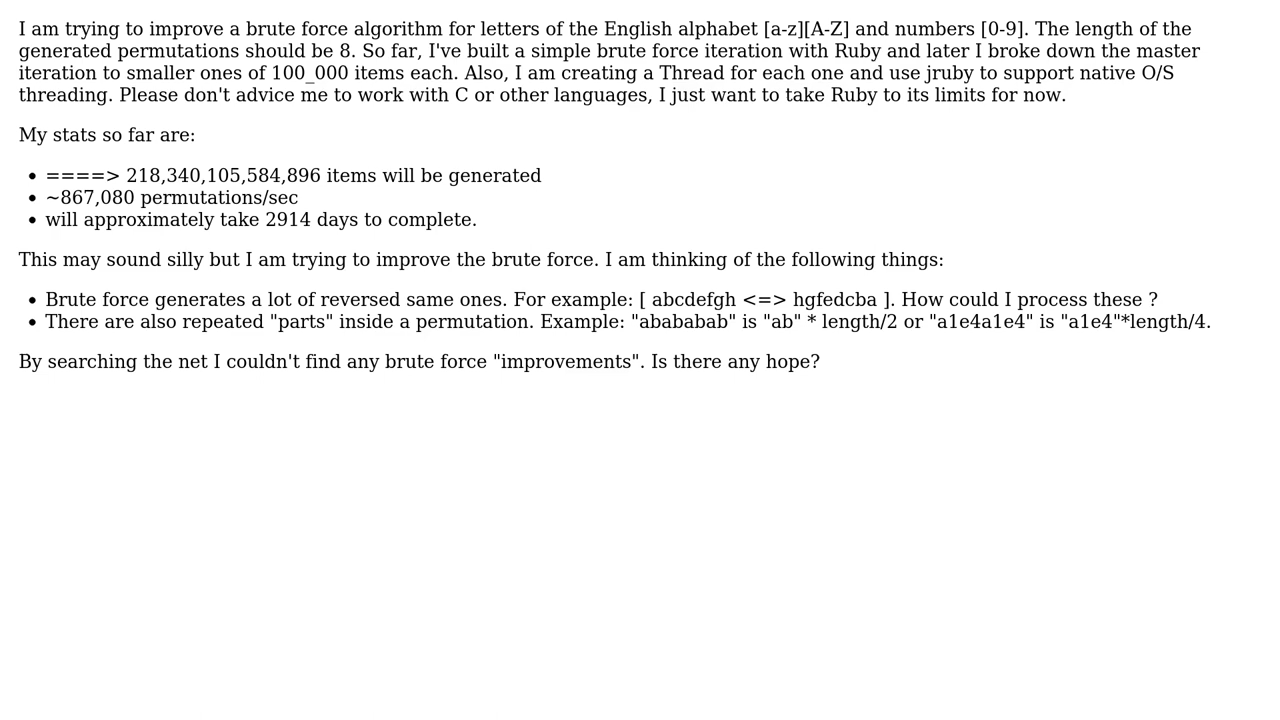 I am trying to improve a brute force algorithm for letters of the English alphabet [a-z][A-Z] and numbers [0-9]. The length of the
generated permutations should be 8. So far, I've built a simple brute force iteration with Ruby and later I broke down the master
iteration to smaller ones of 100_000 items each. Also, I am creating a Thread for each one and use jruby to support native O/S
threading. Please don't advice me to work with C or other languages, I just want to take Ruby to its limits for now.
My stats so far are:
• ====> 218,340,105,584,896 items will be generated
• ~867,080 permutations/sec
• will approximately take 2914 days to complete.
This may sound silly but I am trying to improve the brute force. I am thinking of the following things:
• Brute force generates a lot of reversed same ones. For example: [ abcdefgh <=> hgfedcba ]. How could I process these ?
• There are also repeated "parts" inside a permutation. Example: "abababab" is "ab" * length/2 or "a1e4a1e4" is "a1e4"*length/4.
By searching the net I couldn't find any brute force "improvements". Is there any hope?